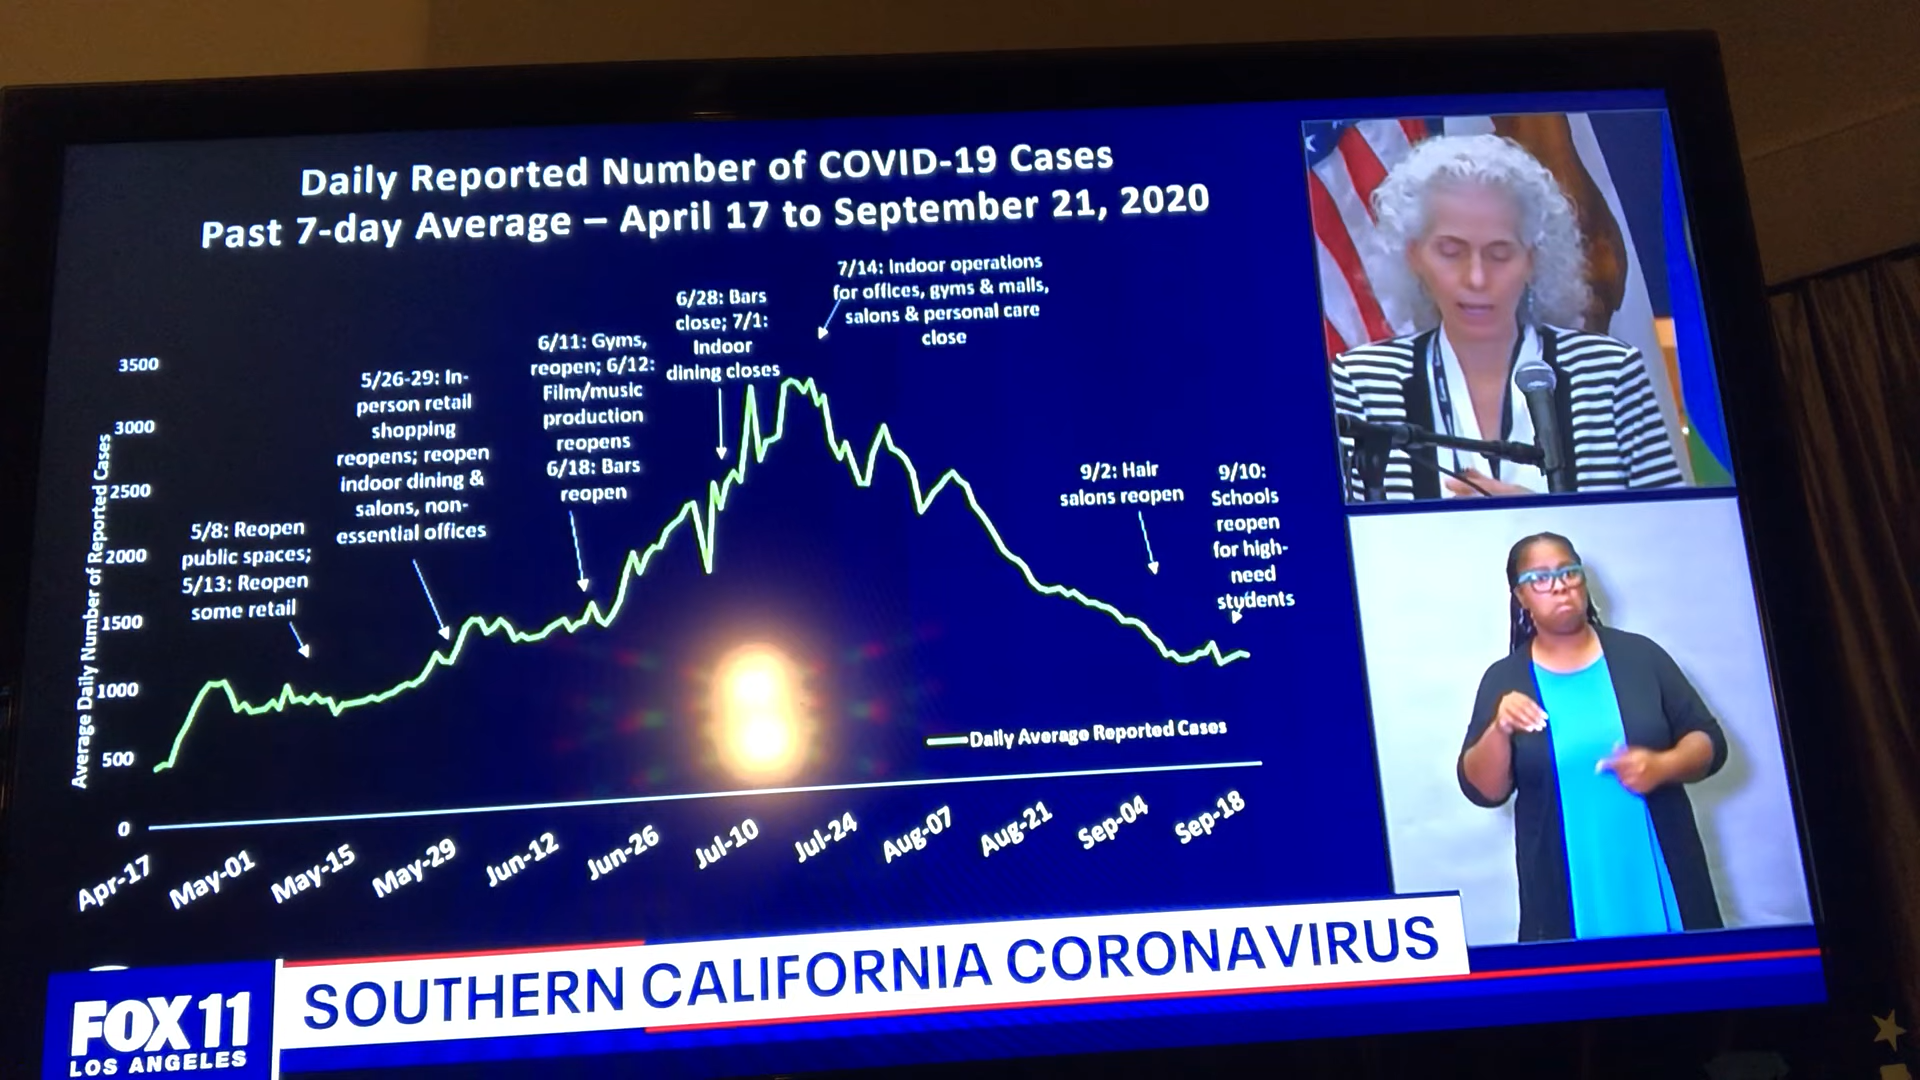 Daily Reported Number of COVID-19 Cases
Past 7-day Average – April 17 to September 21, 2020
7/14: Indoor operations
for offices, gyms & malls,
salons & personal care
close
6/28: Bars
close; 7/1:
Indoor
dining closes
6/11: Gyms,
reopen; 6/12:
Film/music
production
reopens
6/18: Bars
reopen
5/26-29: In-
person retail
shopping
reopens; reopen
indoor dining &
salons, non-
essential offices
5/8: Reopen
public spaces;
5/13: Reopen
some retail
9/2: Hair
salons reopen
9/10:
Schools
reopen
for high-
need
students
Average Daily Number of Reported Cases
3500
3000
2500
2000
1500
1000
500
0
Daily Average Reported Cases
Apr-17
May-01
May-15
May-29
Jun-12
Jun-26
Jul-10
Jul-24
Aug-07
Aug-21
Sep-04
Sep-18
FOX 11
LOS ANGELES
SOUTHERN CALIFORNIA CORONAVIRUS